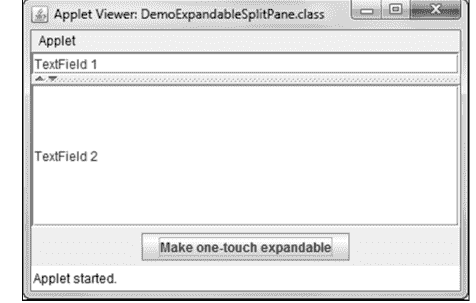 Applet Viewer: DemoExpandableSplitPane.class
Applet
TextField 1
TextField 2
Make one-touch expandable
Applet started.